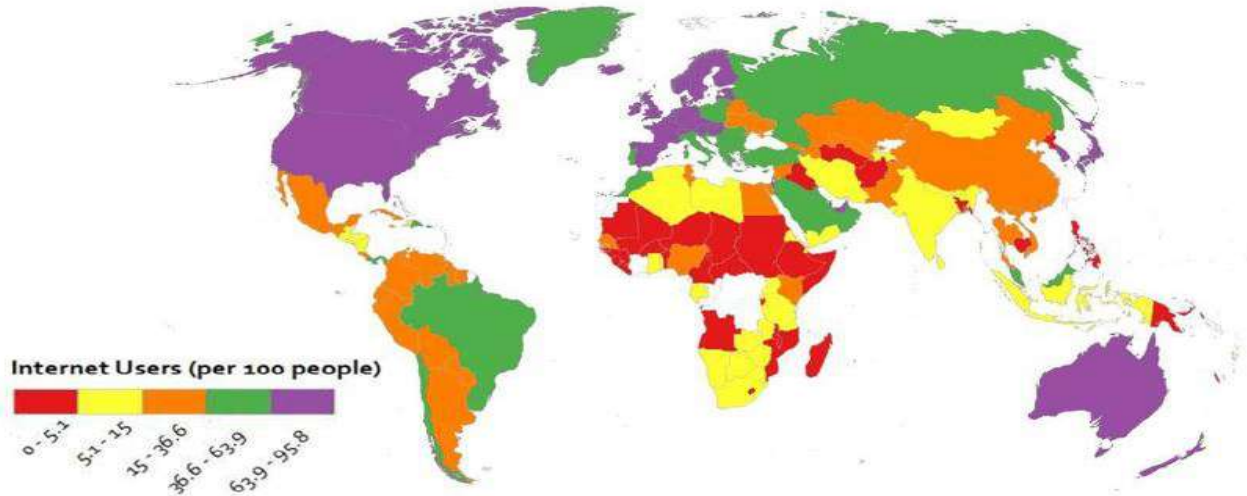 Internet Users (per 100 people)
0 - 5.1
5.1 - 15
15 - 36.6
36.6 - 63.9
63.9 - 95.8